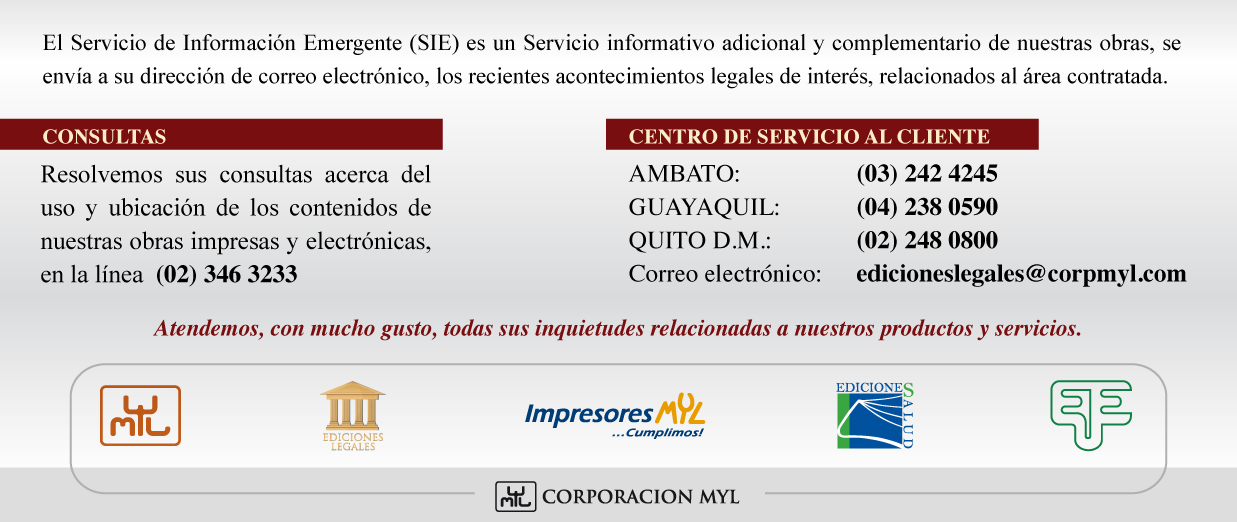 El Servicio de Información Emergente (SIE) es un Servicio informativo adicional y complementario de nuestras obras, se
envía a su dirección de correo electrónico, los recientes acontecimientos legales de interés, relacionados al área contratada.
CONSULTAS
Resolvemos sus consultas acerca del
uso y ubicación de los contenidos de
nuestras obras impresas y electrónicas,
en la línea (02) 346 3233
CENTRO DE SERVICIO AL CLIENTE
AMBATO: (03) 242 4245
GUAYAQUIL: (04) 238 0590
QUITO D.M.: (02) 248 0800
Correo electrónico: edicioneslegales@corpmyl.com
Atendemos, con mucho gusto, todas sus inquietudes relacionadas a nuestros productos y servicios.
MYL
EDICIONES
LEGALES
Impresores MYL
...Cumplimos!
EDICIONES
SALUD
EJE
MYL CORPORACION MYL